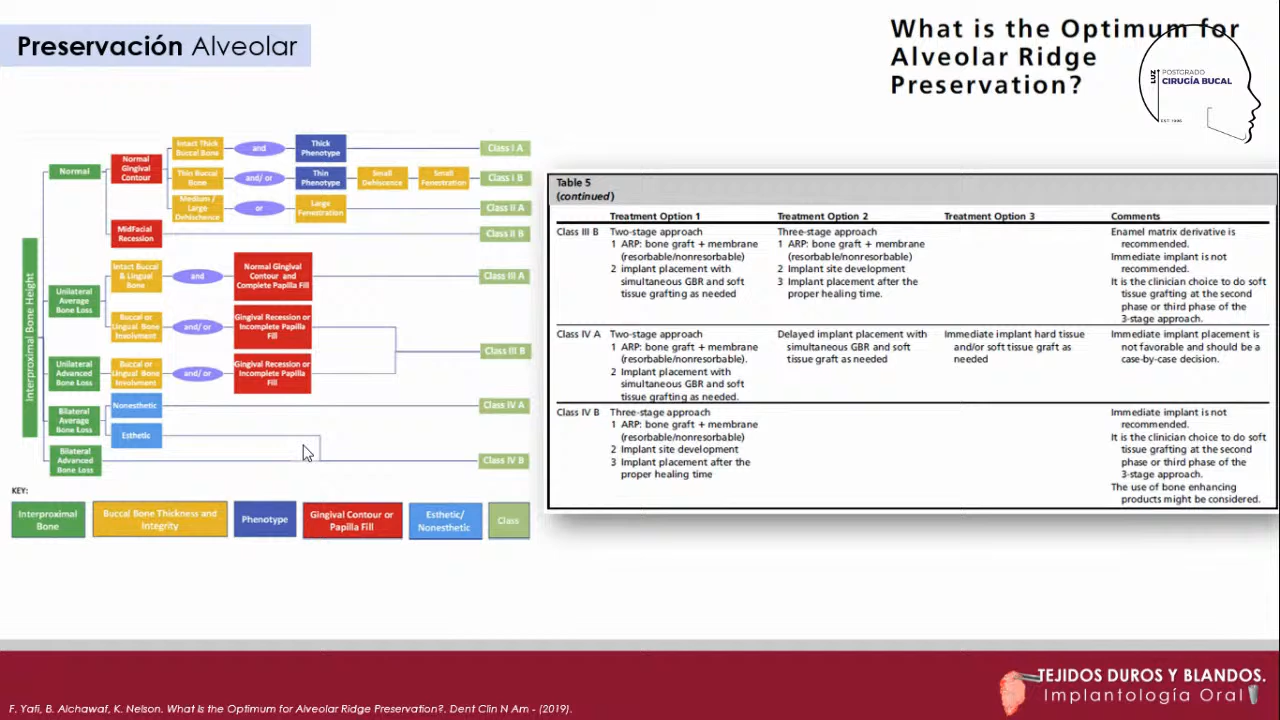 Preservación Alveolar
What is the Optimum for
Alveolar Ridge
Preservation?
LUZ
POSTGRADO
CIRUGÍA BUCAL
Interproximal Bone Height
Normal
Normal
Gingival
Contour
Intact Thick
Buccal Bone
and
Thick
Phenotype
Class I A
Thin Buccal
Bone
and/ or
Thin
Phenotype
Small
Dehiscence
Small
Fenestration
Class I B
Medium /
Large
Dehischence
or
Large
Fenestration
Class II A
MidFacial
Recession
Class II B
Unilateral
Average
Bone Loss
Intact Buccal
& Lingual
Bone
and
Normal Gingival
Contour and
Complete Papilla
Fill
Class III A
Buccal or
Lingual Bone
Involvment
and/ or
Gingival Recession or
Incomplete Papilla
Fill
Class III B
Unilateral
Advanced
Bone Loss
Buccal or
Lingual Bone
Involvment
and/ or
Gingival Recession or
Incomplete Papilla
Fill
Bilateral
Average
Bone Loss
Nonesthetic
Class IV A
Esthetic
Bilateral
Advanced
Bone Loss
Class IV B
KEY:
Interproximal
Bone
Buccal Bone Thickness and
Integrity
Phenotype
Gingival Contour or
Papilla Fill
Esthetic/
Nonesthetic
Class
Table 5
(continued)
Treatment Option 1 Treatment Option 2 Treatment Option 3 Comments
Class III B Two-stage approach Three-stage approach Enamel matrix derivative is
1 ARP: bone graft + membrane 1 ARP: bone graft + membrane recommended.
(resorbable/nonresorbable) (resorbable/nonresorbable) Immediate implant is not
2 implant placement with 2 Implant site development recommended.
simultaneous GBR and soft 3 Implant placement after the It is the clinician choice to do soft
tissue grafting as needed proper healing time. tissue grafting at the second
phase or third phase of the
3-stage approach.
Class IV A Two-stage approach Delayed implant placement with Immediate implant hard tissue Immediate implant placement is
1 ARP: bone graft + membrane simultaneous GBR and soft and/or soft tissue graft as not favorable and should be a
(resorbable/nonresorbable). tissue graft as needed needed case-by-case decision.
2 Implant placement with
simultaneous GBR and soft
tissue grafting as needed.
Class IV B Three-stage approach Immediate implant is not
1 ARP: bone graft + membrane recommended.
(resorbable/nonresorbable) It is the clinician choice to do soft
2 Implant site development tissue grafting at the second
3 Implant placement after the phase or third phase of the
proper healing time 3-stage approach.
The use of bone enhancing
products might be considered.
TEJIDOS DUROS Y BLANDOS.
Implantología Oral
F. Yafi, B. Alchawaf, K. Nelson. What Is the Optimum for Alveolar Ridge Preservation?. Dent Clin N Am - (2019).